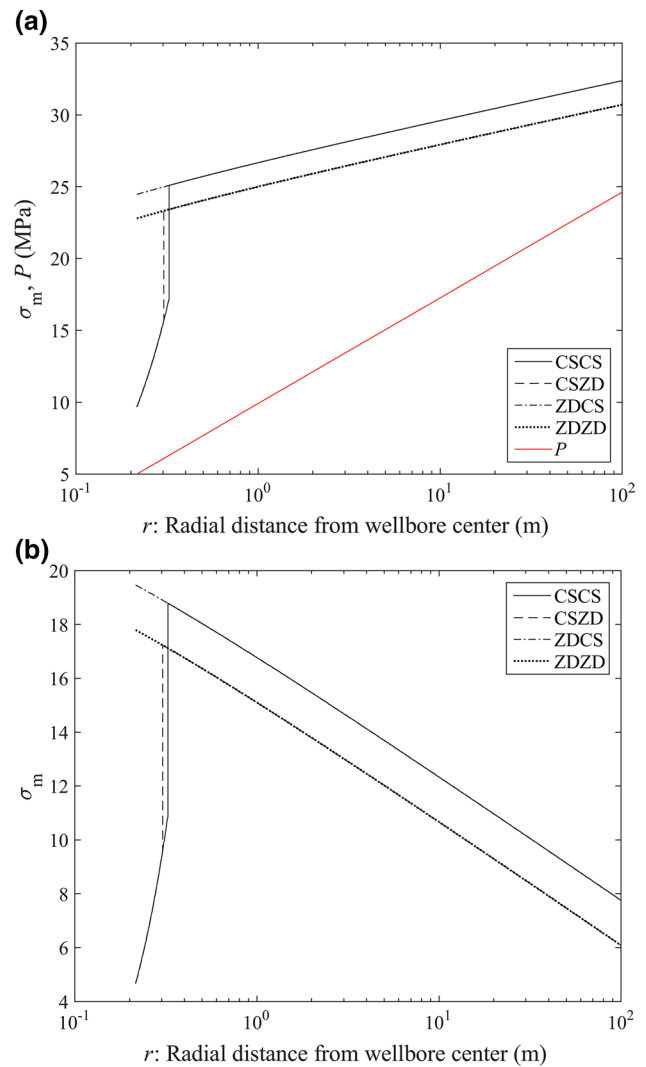 (a)
35
30
25
20
15
10
5
σm, P (MPa)
CSCS
CSZD
ZDCS
ZDZD
P
10-1
100
101
102
r: Radial distance from wellbore center (m)
(b)
20
18
16
14
12
10
8
6
4
σm
CSCS
CSZD
ZDCS
ZDZD
10-1
100
101
102
r: Radial distance from wellbore center (m)